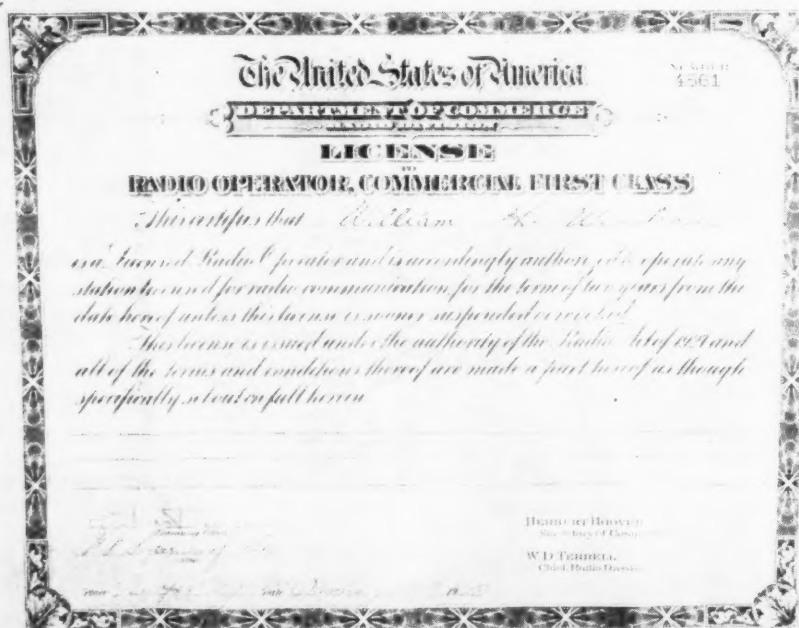 The United States of America
NUMBER
4561
DEPARTMENT OF COMMERCE
RADIO DIVISION
LICENSE
TO
RADIO OPERATOR, COMMERCIAL FIRST CLASS
This certifies that William H.
is a licensed Radio Operator and is accordingly authorized to operate any
station licensed for radio communication for the term of two years from the
date hereof unless this license is sooner suspended or revoked.
This license is issued under the authority of the Radio Act of 1927 and
all of the terms and conditions thereof are made a part hereof as though
specifically set out in full herein
HERBERT HOOVER
Secretary of Commerce
W. D. TERRELL
Chief, Radio Division